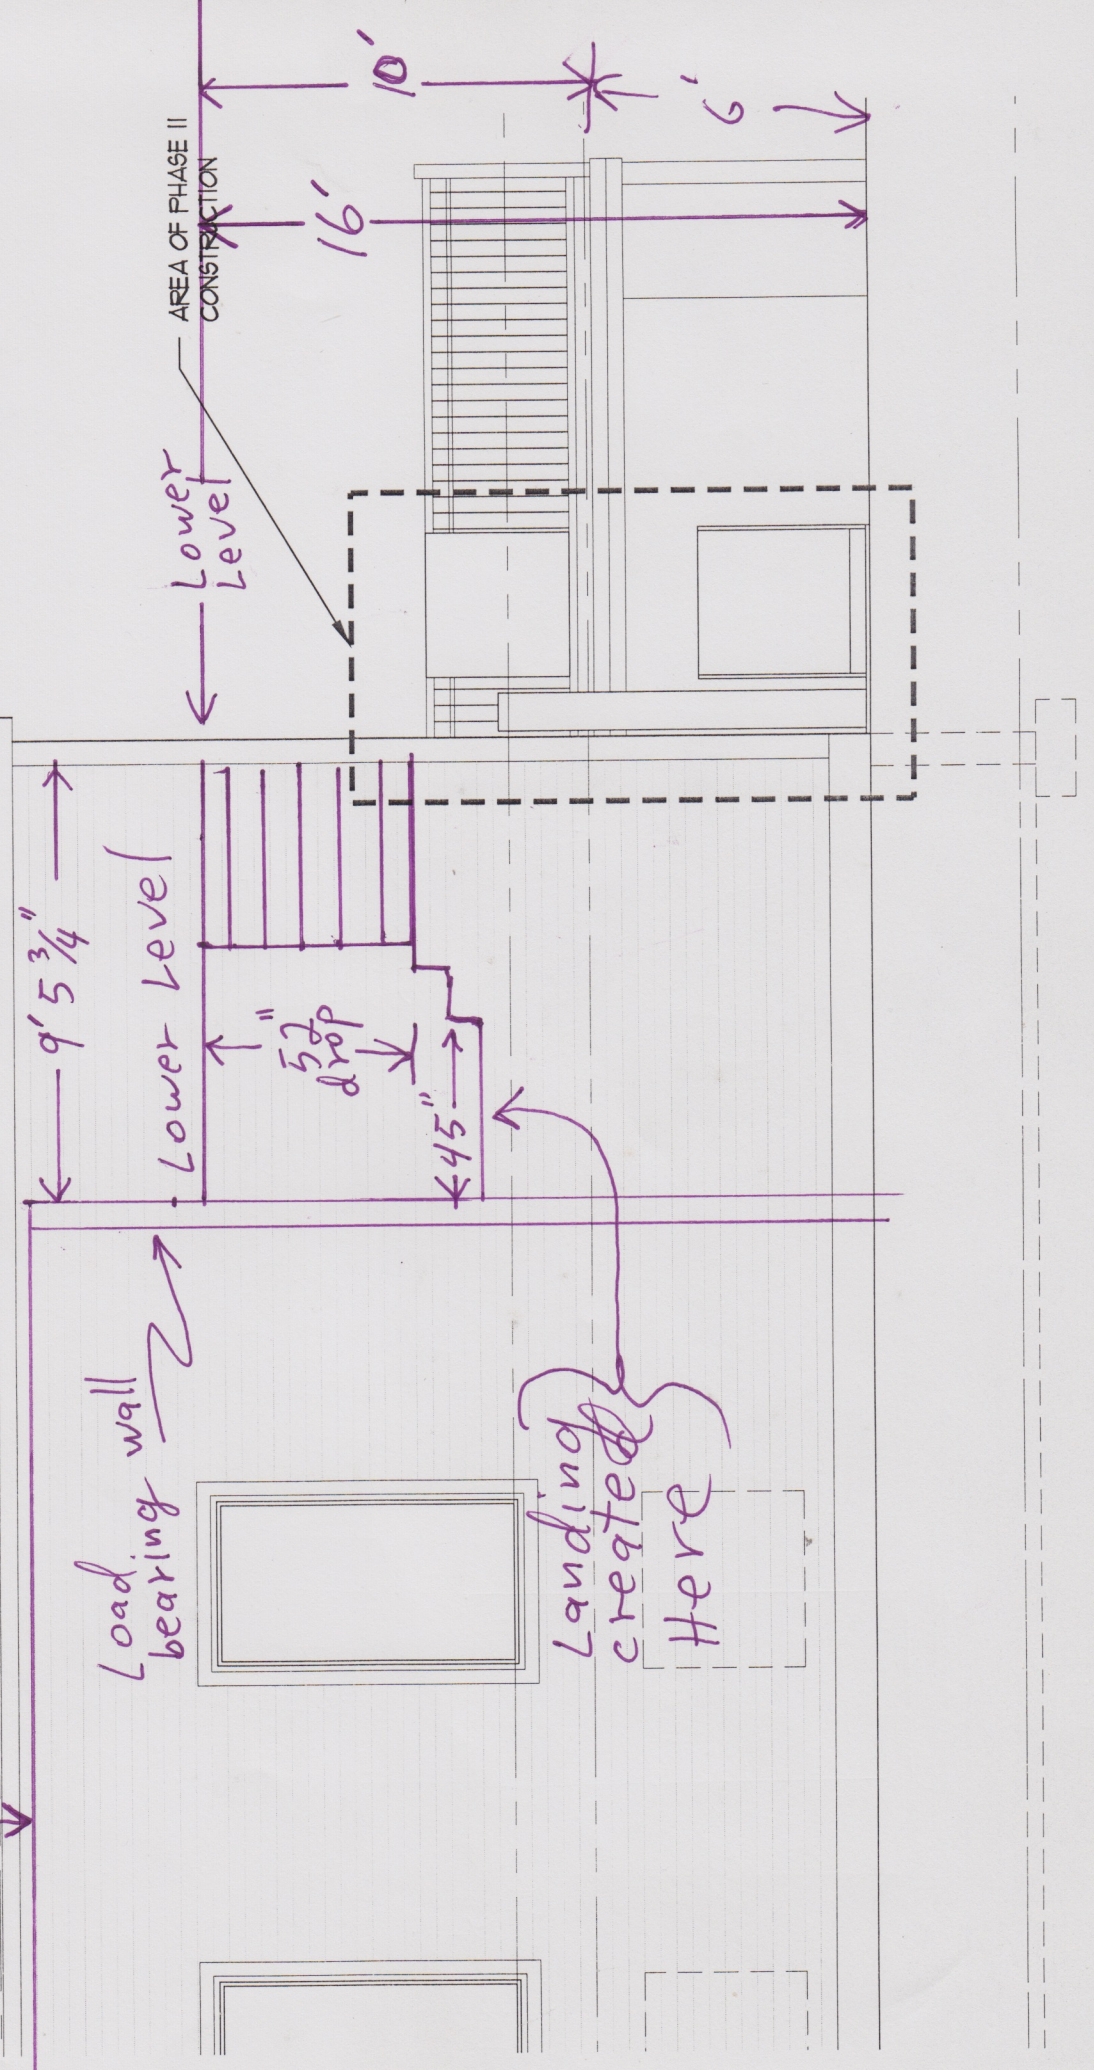 10'
6'
16'
AREA OF PHASE II
CONSTRUCTION
Lower
Level
9' 5 3/4"
Lower Level
52"
drop
45"
Load
bearing wall
Landing
created
Here